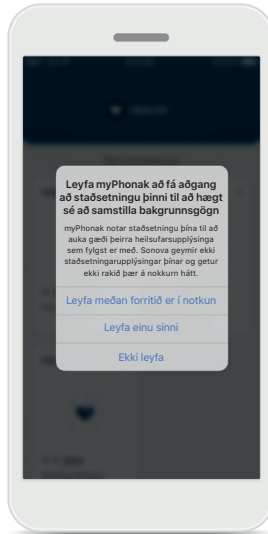 Leyfa myPhonak að fá aðgang
að staðsetningu þinni til að hægt
sé að samstilla bakgrunnsgögn
myPhonak notar staðsetningu þína til að
auka gæði þeirra heilsufarsupplýsinga
sem fylgst er með. Sonova geymir ekki
staðsetningarupplýsingar þínar og getur
ekki rakið þær á nokkurn hátt.
Leyfa meðan forritið er í notkun
Leyfa einu sinni
Ekki leyfa